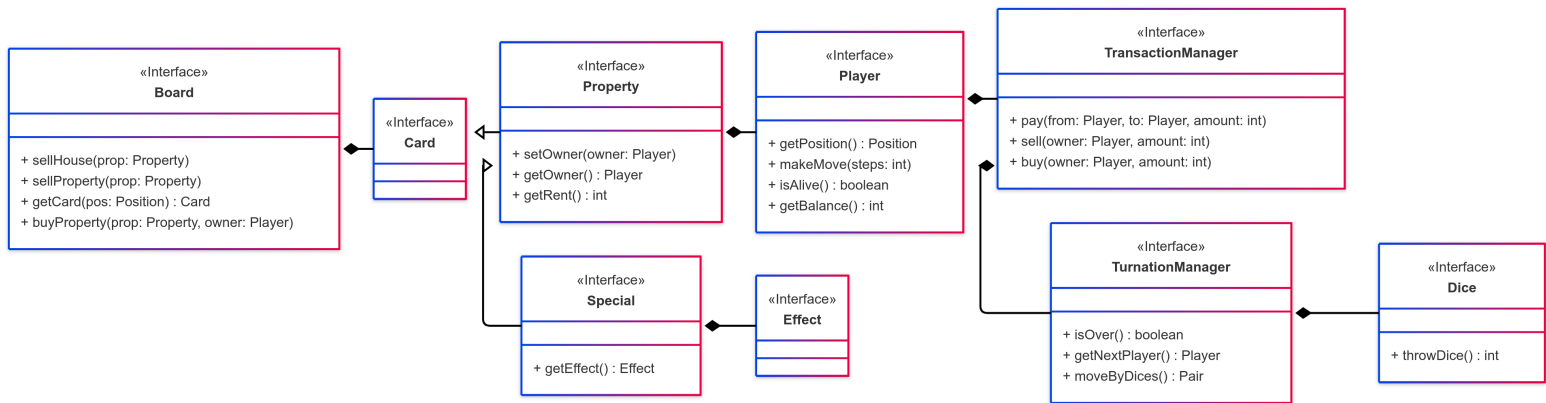 «Interface»
Board
+ sellHouse(prop: Property)
+ sellProperty(prop: Property)
+ getCard(pos: Position) : Card
+ buyProperty(prop: Property, owner: Player)
«Interface»
Card
«Interface»
Property
+ setOwner(owner: Player)
+ getOwner() : Player
+ getRent() : int
«Interface»
Special
+ getEffect() : Effect
«Interface»
Player
+ getPosition() : Position
+ makeMove(steps: int)
+ isAlive() : boolean
+ getBalance() : int
«Interface»
Effect
«Interface»
TransactionManager
+ pay(from: Player, to: Player, amount: int)
+ sell(owner: Player, amount: int)
+ buy(owner: Player, amount: int)
«Interface»
TurnationManager
+ isOver() : boolean
+ getNextPlayer() : Player
+ moveByDices() : Pair
«Interface»
Dice
+ throwDice() : int